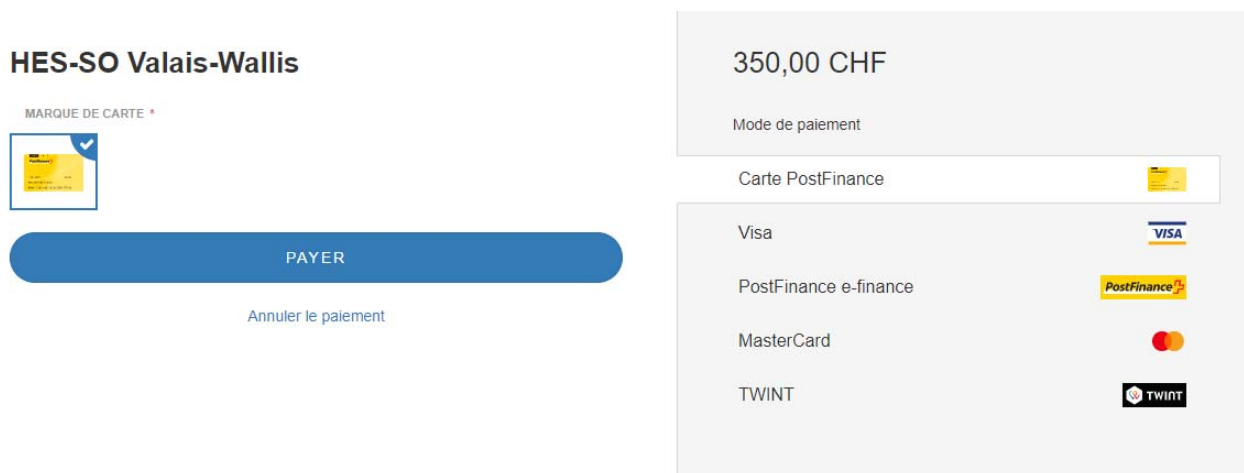 HES-SO Valais-Wallis
MARQUE DE CARTE *
PAYER
Annuler le paiement
350,00 CHF
Mode de paiement
Carte PostFinance
Visa
VISA
PostFinance e-finance
PostFinance
MasterCard
TWINT
TWINT